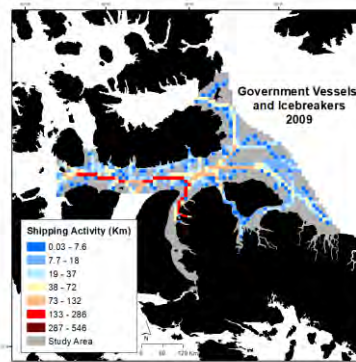 Government Vessels
and Icebreakers
2009
Shipping Activity (Km)
0.03 - 7.6
7.7 - 18
19 - 37
38 - 72
73 - 132
133 - 286
287 - 546
Study Area
N